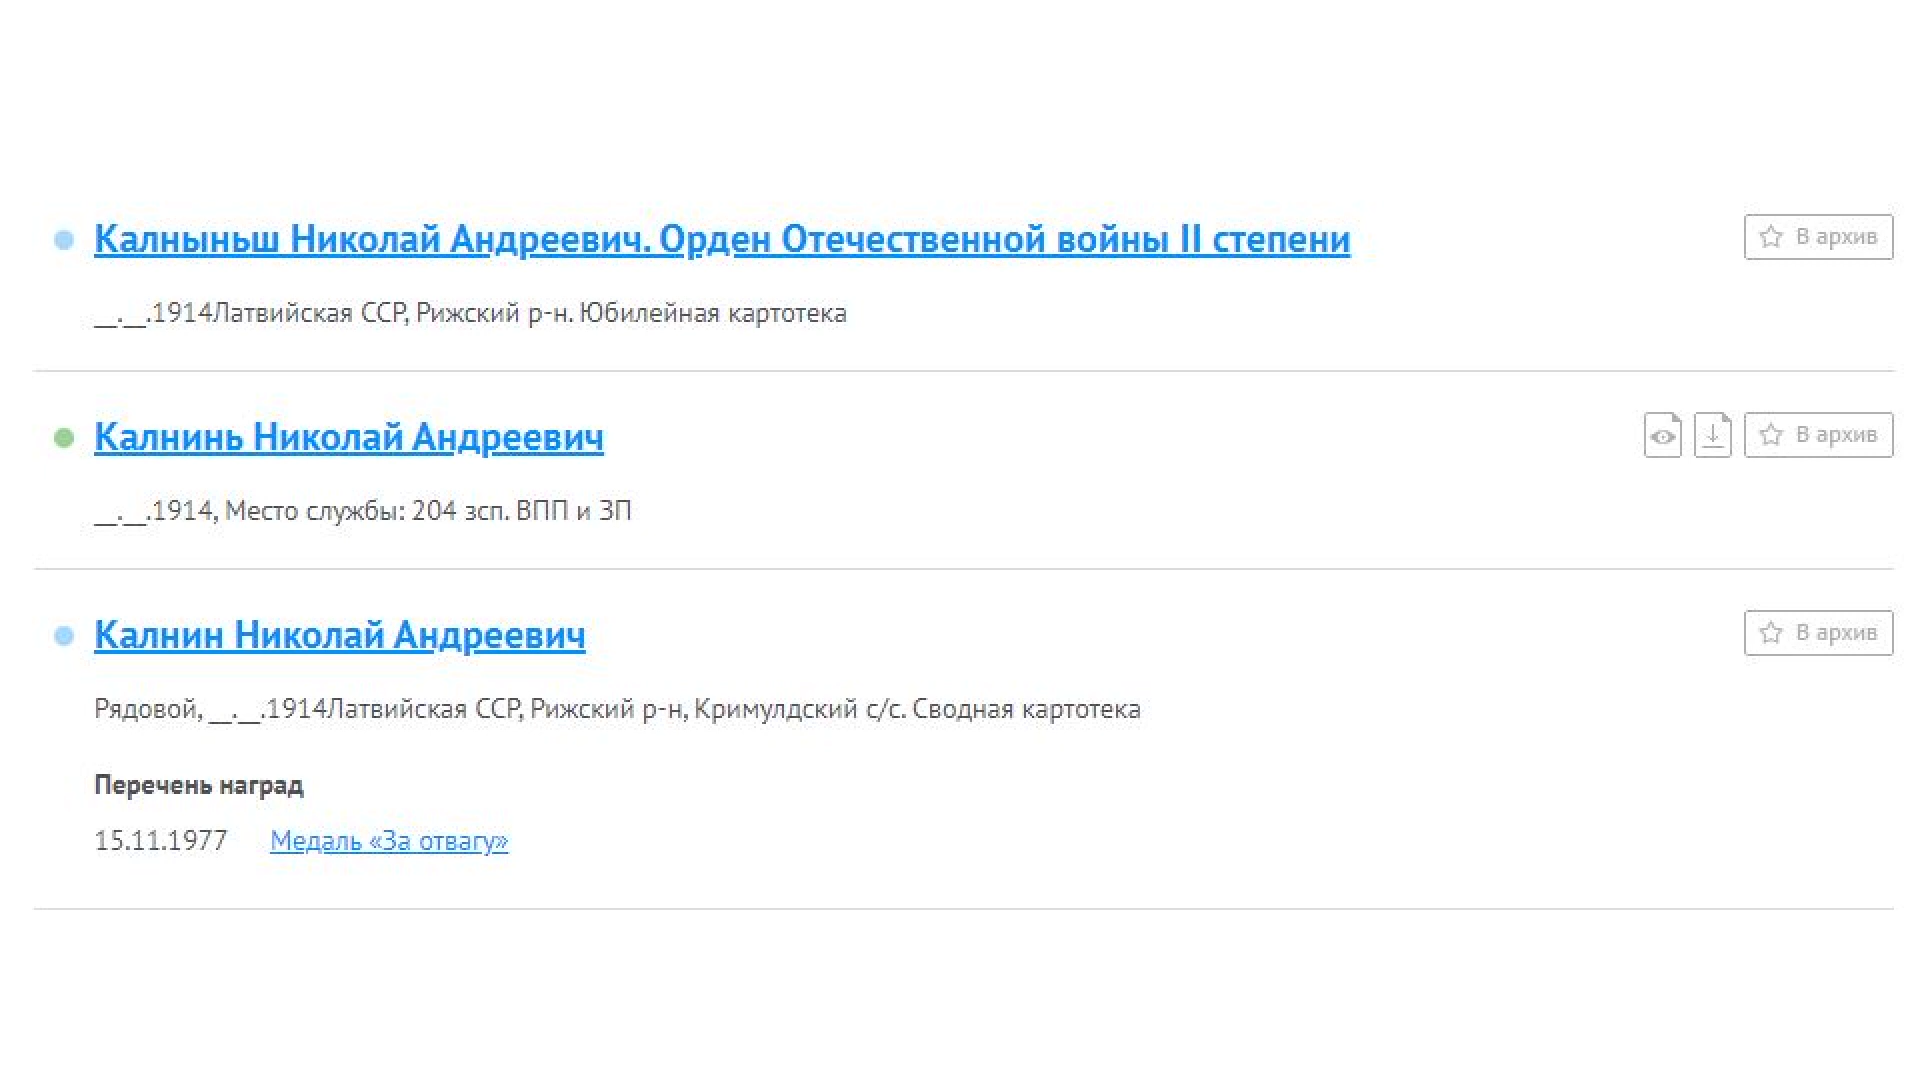 Калныньш Николай Андреевич. Орден Отечественной войны II степени
В архив
__.__.1914Латвийская ССР, Рижский р-н. Юбилейная картотека
Калнинь Николай Андреевич
В архив
__.__.1914, Место службы: 204 зсп. ВПП и ЗП
Калнин Николай Андреевич
В архив
Рядовой, __.__.1914Латвийская ССР, Рижский р-н, Кримулдский с/с. Сводная картотека
Перечень наград
15.11.1977 Медаль «За отвагу»